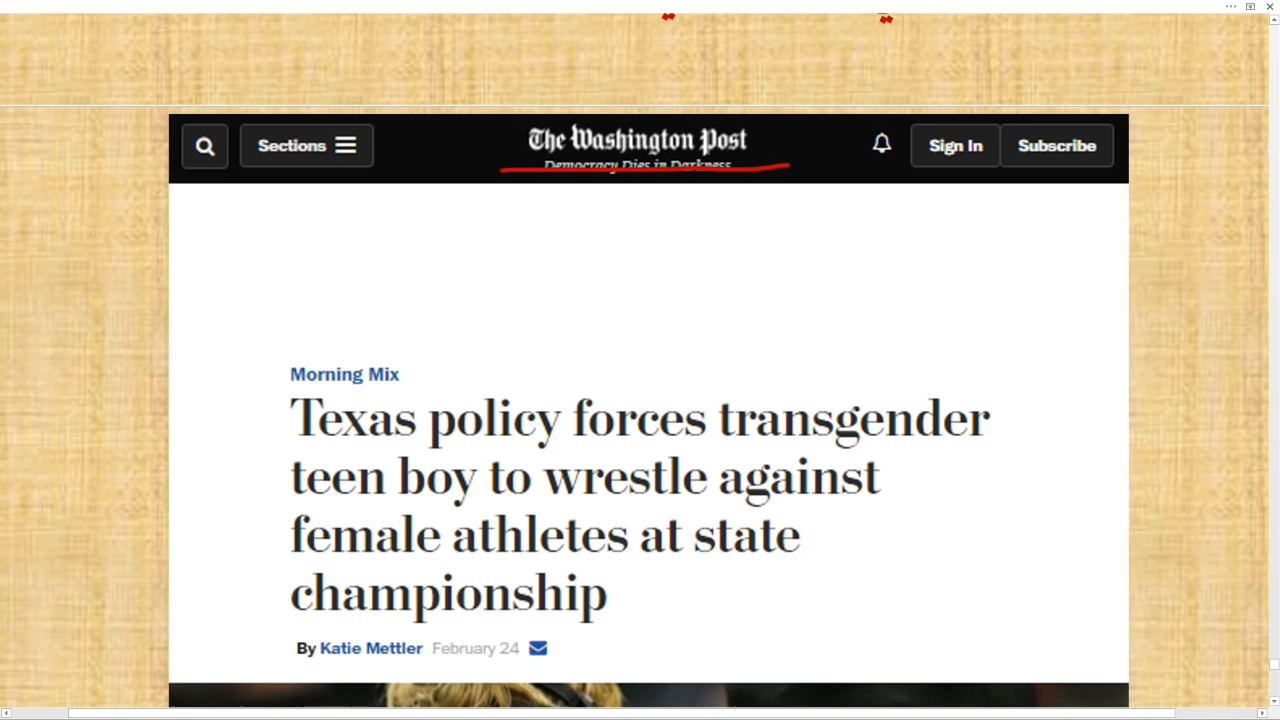 Sections
The Washington Post
Democracy Dies in Darkness
Sign In
Subscribe
Morning Mix
Texas policy forces transgender
teen boy to wrestle against
female athletes at state
championship
By Katie Mettler February 24